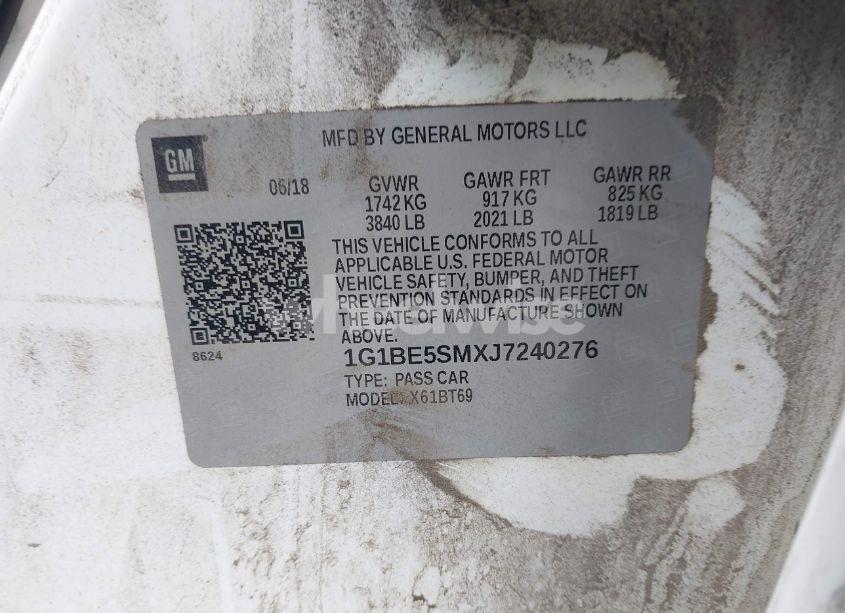 MFD BY GENERAL MOTORS LLC
GM
06/18
GVWR GAWR FRT GAWR RR
1742 KG 917 KG 825 KG
3840 LB 2021 LB 1819 LB
THIS VEHICLE CONFORMS TO ALL
APPLICABLE U.S. FEDERAL MOTOR
VEHICLE SAFETY, BUMPER, AND THEFT
PREVENTION STANDARDS IN EFFECT ON
THE DATE OF MANUFACTURE SHOWN
ABOVE.
8624
1G1BE5SMXJ7240276
TYPE: PASS CAR
MODEL: X61BT69